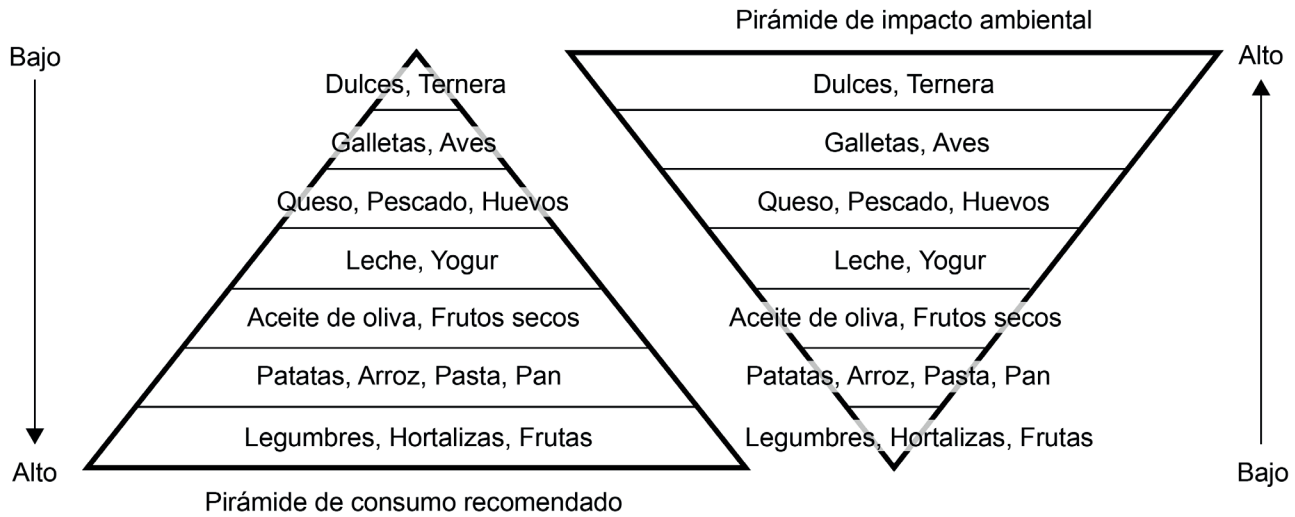 Pirámide de impacto ambiental
Bajo
Alto
Dulces, Ternera
Dulces, Ternera
Galletas, Aves
Galletas, Aves
Queso, Pescado, Huevos
Queso, Pescado, Huevos
Leche, Yogur
Leche, Yogur
Aceite de oliva, Frutos secos
Aceite de oliva, Frutos secos
Patatas, Arroz, Pasta, Pan
Patatas, Arroz, Pasta, Pan
Legumbres, Hortalizas, Frutas
Legumbres, Hortalizas, Frutas
Alto
Bajo
Pirámide de consumo recomendado